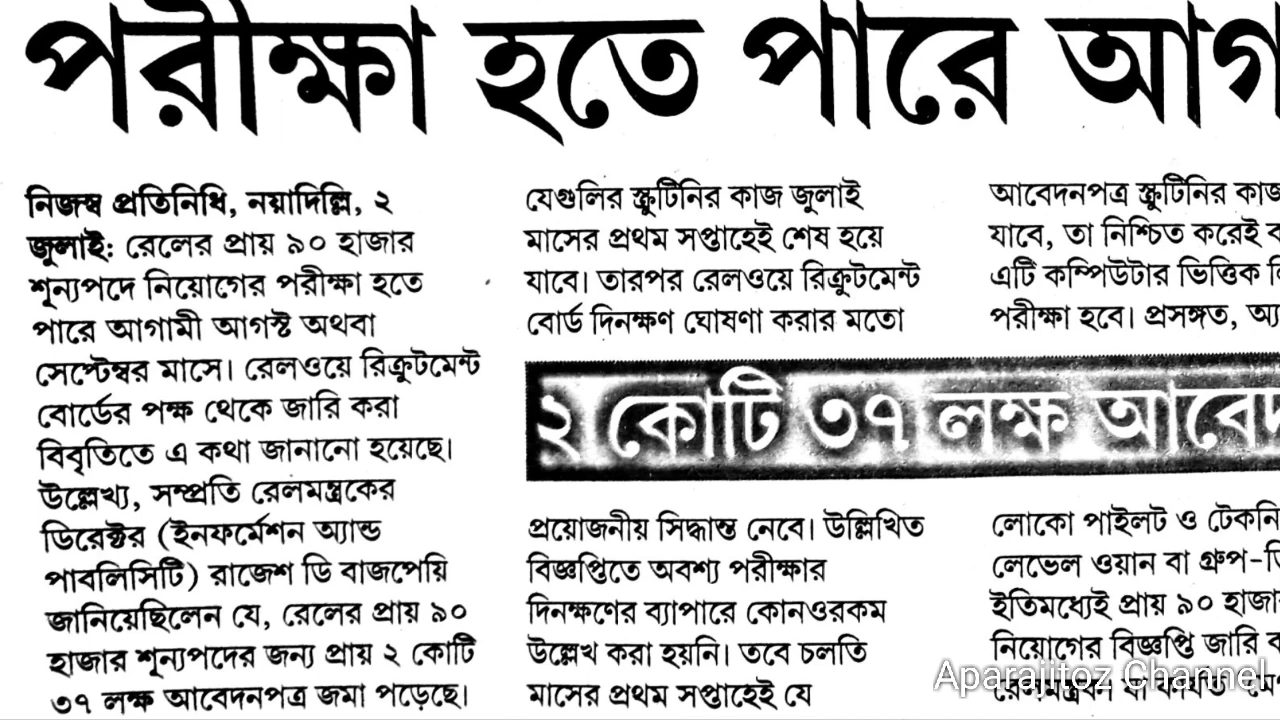 পরীক্ষা হতে পারে আগ
নিজস্ব প্রতিনিধি, নয়াদিল্লি, ২
জুলাই: রেলের প্রায় ৯০ হাজার
শূন্যপদে নিয়োগের পরীক্ষা হতে
পারে আগামী আগস্ট অথবা
সেপ্টেম্বর মাসে। রেলওয়ে রিক্রুটমেন্ট
বোর্ডের পক্ষ থেকে জারি করা
বিবৃতিতে এ কথা জানানো হয়েছে।
উল্লেখ্য, সম্প্রতি রেলমন্ত্রকের
ডিরেক্টর (ইনফর্মেশন অ্যান্ড
পাবলিসিটি) রাজেশ ডি বাজপেয়ি
জানিয়েছিলেন যে, রেলের প্রায় ৯০
হাজার শূন্যপদের জন্য প্রায় ২ কোটি
৩৭ লক্ষ আবেদনপত্র জমা পড়েছে।
যেগুলির স্ক্রুটিনির কাজ জুলাই
মাসের প্রথম সপ্তাহেই শেষ হয়ে
যাবে। তারপর রেলওয়ে রিক্রুটমেন্ট
বোর্ড দিনক্ষণ ঘোষণা করার মতো
২ কোটি ৩৭ লক্ষ আবেদ
প্রয়োজনীয় সিদ্ধান্ত নেবে। উল্লিখিত
বিজ্ঞপ্তিতে অবশ্য পরীক্ষার
দিনক্ষণের ব্যাপারে কোনওরকম
উল্লেখ করা হয়নি। তবে চলতি
মাসের প্রথম সপ্তাহেই যে
আবেদনপত্র স্ক্রুটিনির কাজ
যাবে, তা নিশ্চিত করেই
এটি কম্পিউটার ভিত্তিক
পরীক্ষা হবে। প্রসঙ্গত, অ্যা
লোকো পাইলট ও টেকনি
লেভেল ওয়ান বা গ্রুপ-ডি
ইতিমধ্যেই প্রায় ৯০ হাজা
নিয়োগের বিজ্ঞপ্তি জারি
Aparajitoz Channel